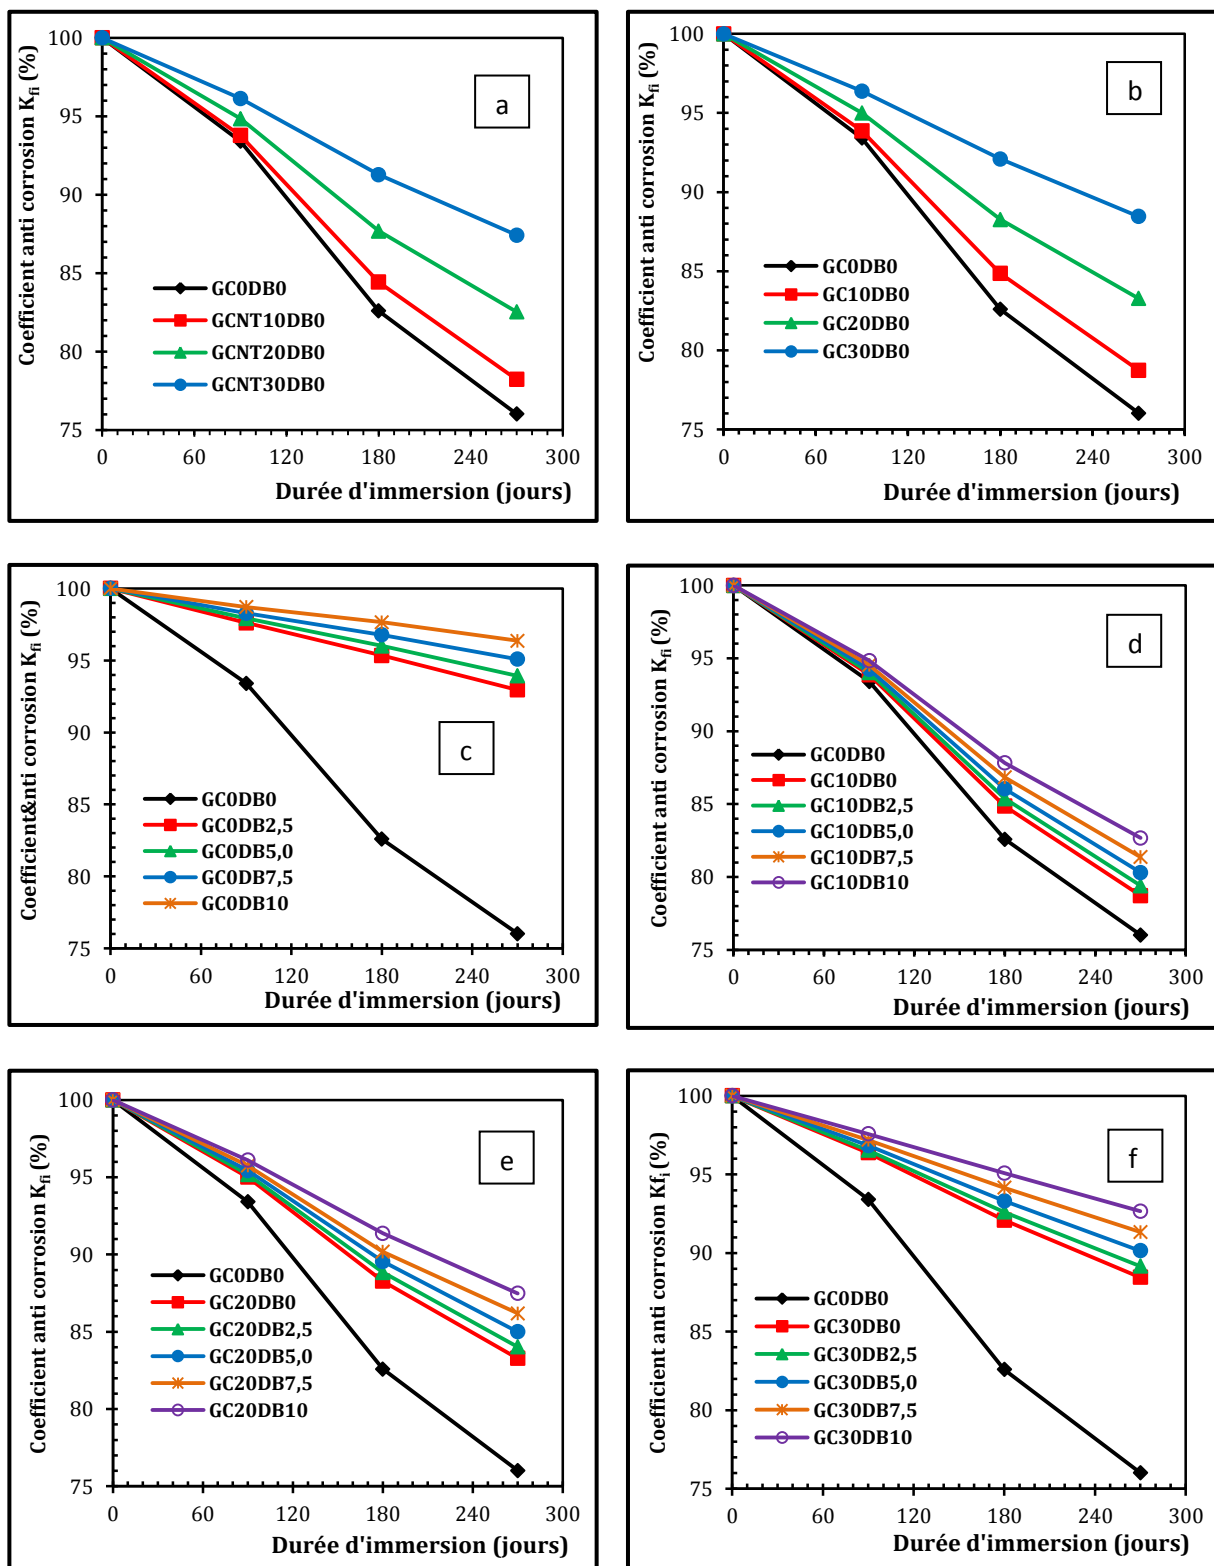 Coefficient anti corrosion Kfi (%)
100
95
90
85
80
75
a
GC0DB0
GCNT10DB0
GCNT20DB0
GCNT30DB0
0 60 120 180 240 300
Durée d'immersion (jours)
Coefficient anti corrosion Kfi (%)
100
95
90
85
80
75
b
GC0DB0
GC10DB0
GC20DB0
GC30DB0
0 60 120 180 240 300
Durée d'immersion (jours)
Coefficient&nti corrosion Kfi (%)
100
95
90
85
80
75
c
GC0DB0
GC0DB2,5
GC0DB5,0
GC0DB7,5
GC0DB10
0 60 120 180 240 300
Durée d'immersion (jours)
Coefficient anti corrosion Kfi (%)
100
95
90
85
80
75
d
GC0DB0
GC10DB0
GC10DB2,5
GC10DB5,0
GC10DB7,5
GC10DB10
0 60 120 180 240 300
Durée d'immersion (jours)
Coefficient anti corrosion Kfi (%)
100
95
90
85
80
75
e
GC0DB0
GC20DB0
GC20DB2,5
GC20DB5,0
GC20DB7,5
GC20DB10
0 60 120 180 240 300
Durée d'immersion (jours)
Coefficient anti corrosion Kfi (%)
100
95
90
85
80
75
f
GC0DB0
GC30DB0
GC30DB2,5
GC30DB5,0
GC30DB7,5
GC30DB10
0 60 120 180 240 300
Durée d'immersion (jours)